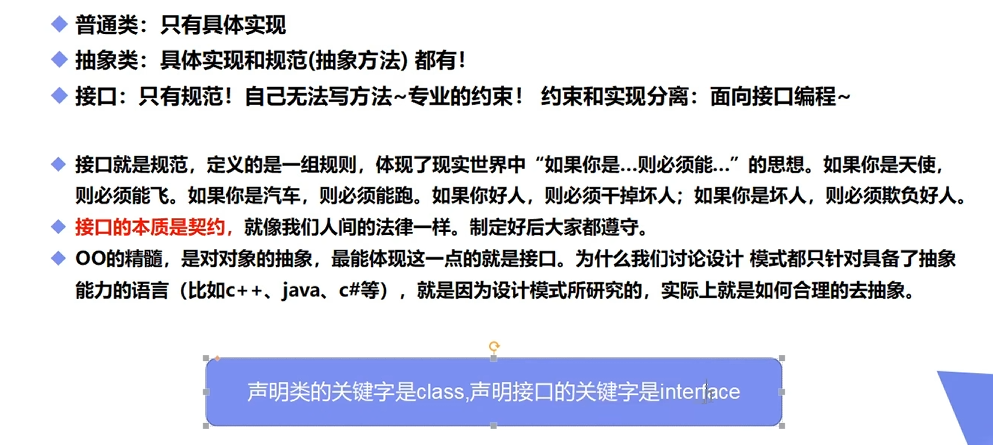 普通类：只有具体实现
抽象类：具体实现和规范(抽象方法) 都有！
接口：只有规范！自己无法写方法~专业的约束！ 约束和实现分离：面向接口编程~
接口就是规范，定义的是一组规则，体现了现实世界中“如果你是...则必须能...”的思想。如果你是天使，
则必须能飞。如果你是汽车，则必须能跑。如果你好人，则必须干掉坏人；如果你是坏人，则必须欺负好人。
接口的本质是契约，就像我们人间的法律一样。制定好后大家都遵守。
OO的精髓，是对对象的抽象，最能体现这一点的就是接口。为什么我们讨论设计 模式都只针对具备了抽象
能力的语言（比如c++、java、c#等），就是因为设计模式所研究的，实际上就是如何合理的去抽象。
声明类的关键字是class,声明接口的关键字是interface